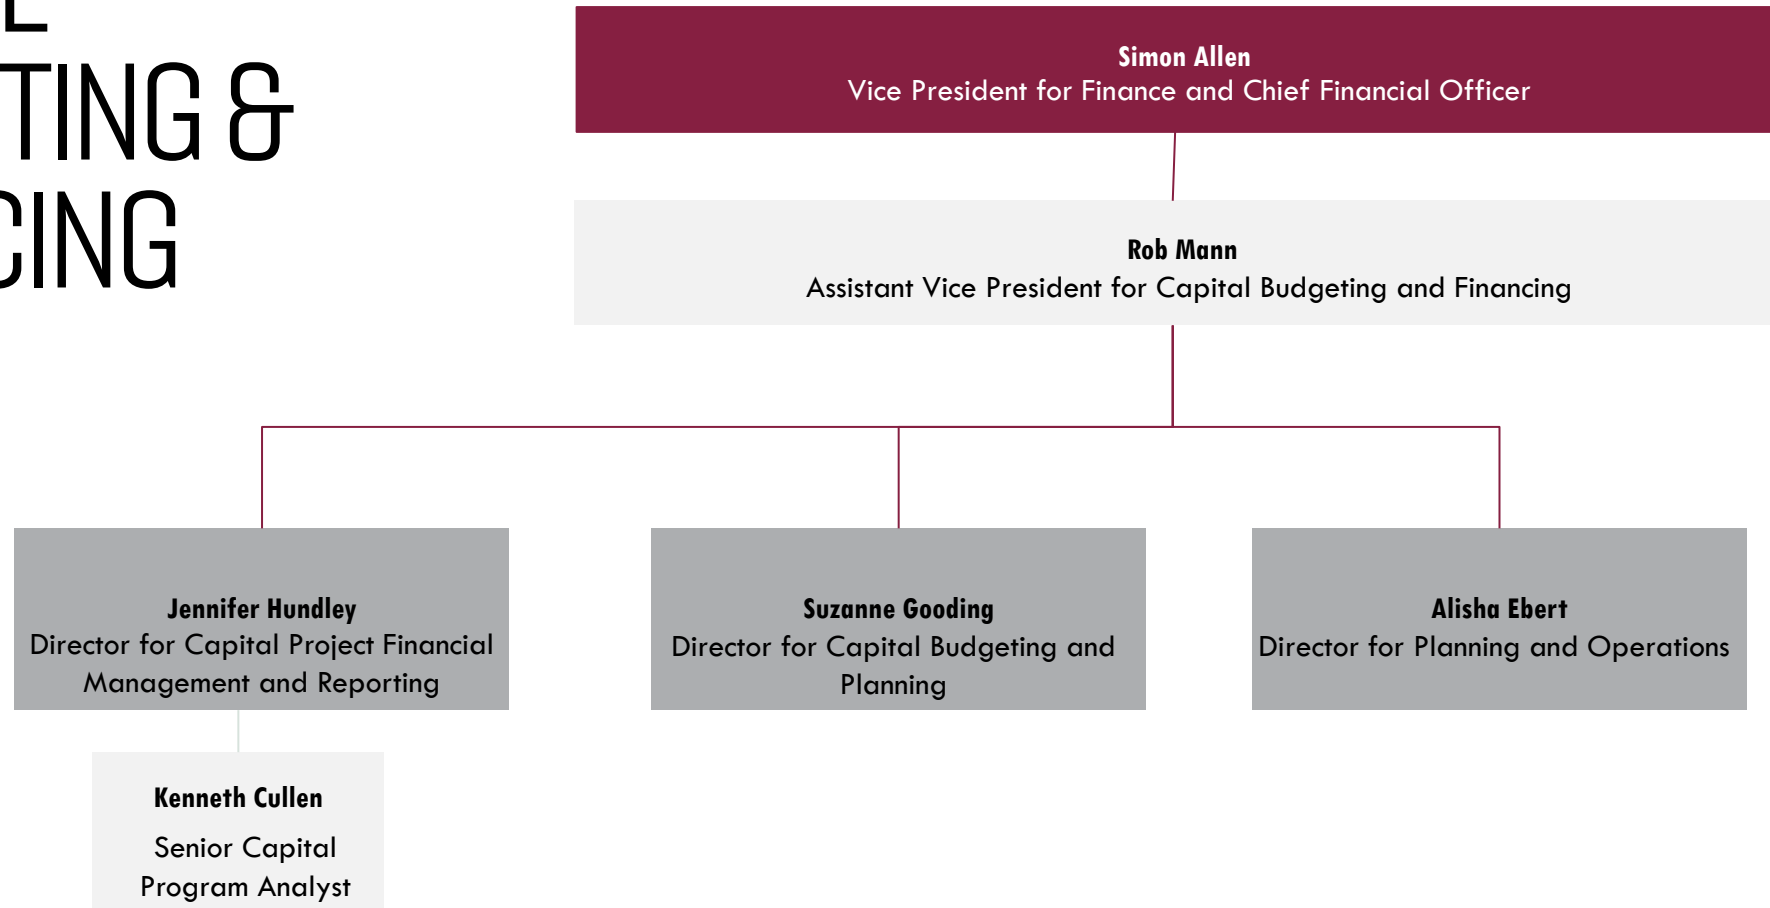 TING &
CING
Simon Allen
Vice President for Finance and Chief Financial Officer
Rob Mann
Assistant Vice President for Capital Budgeting and Financing
Jennifer Hundley
Director for Capital Project Financial
Management and Reporting
Suzanne Gooding
Director for Capital Budgeting and
Planning
Alisha Ebert
Director for Planning and Operations
Kenneth Cullen
Senior Capital
Program Analyst